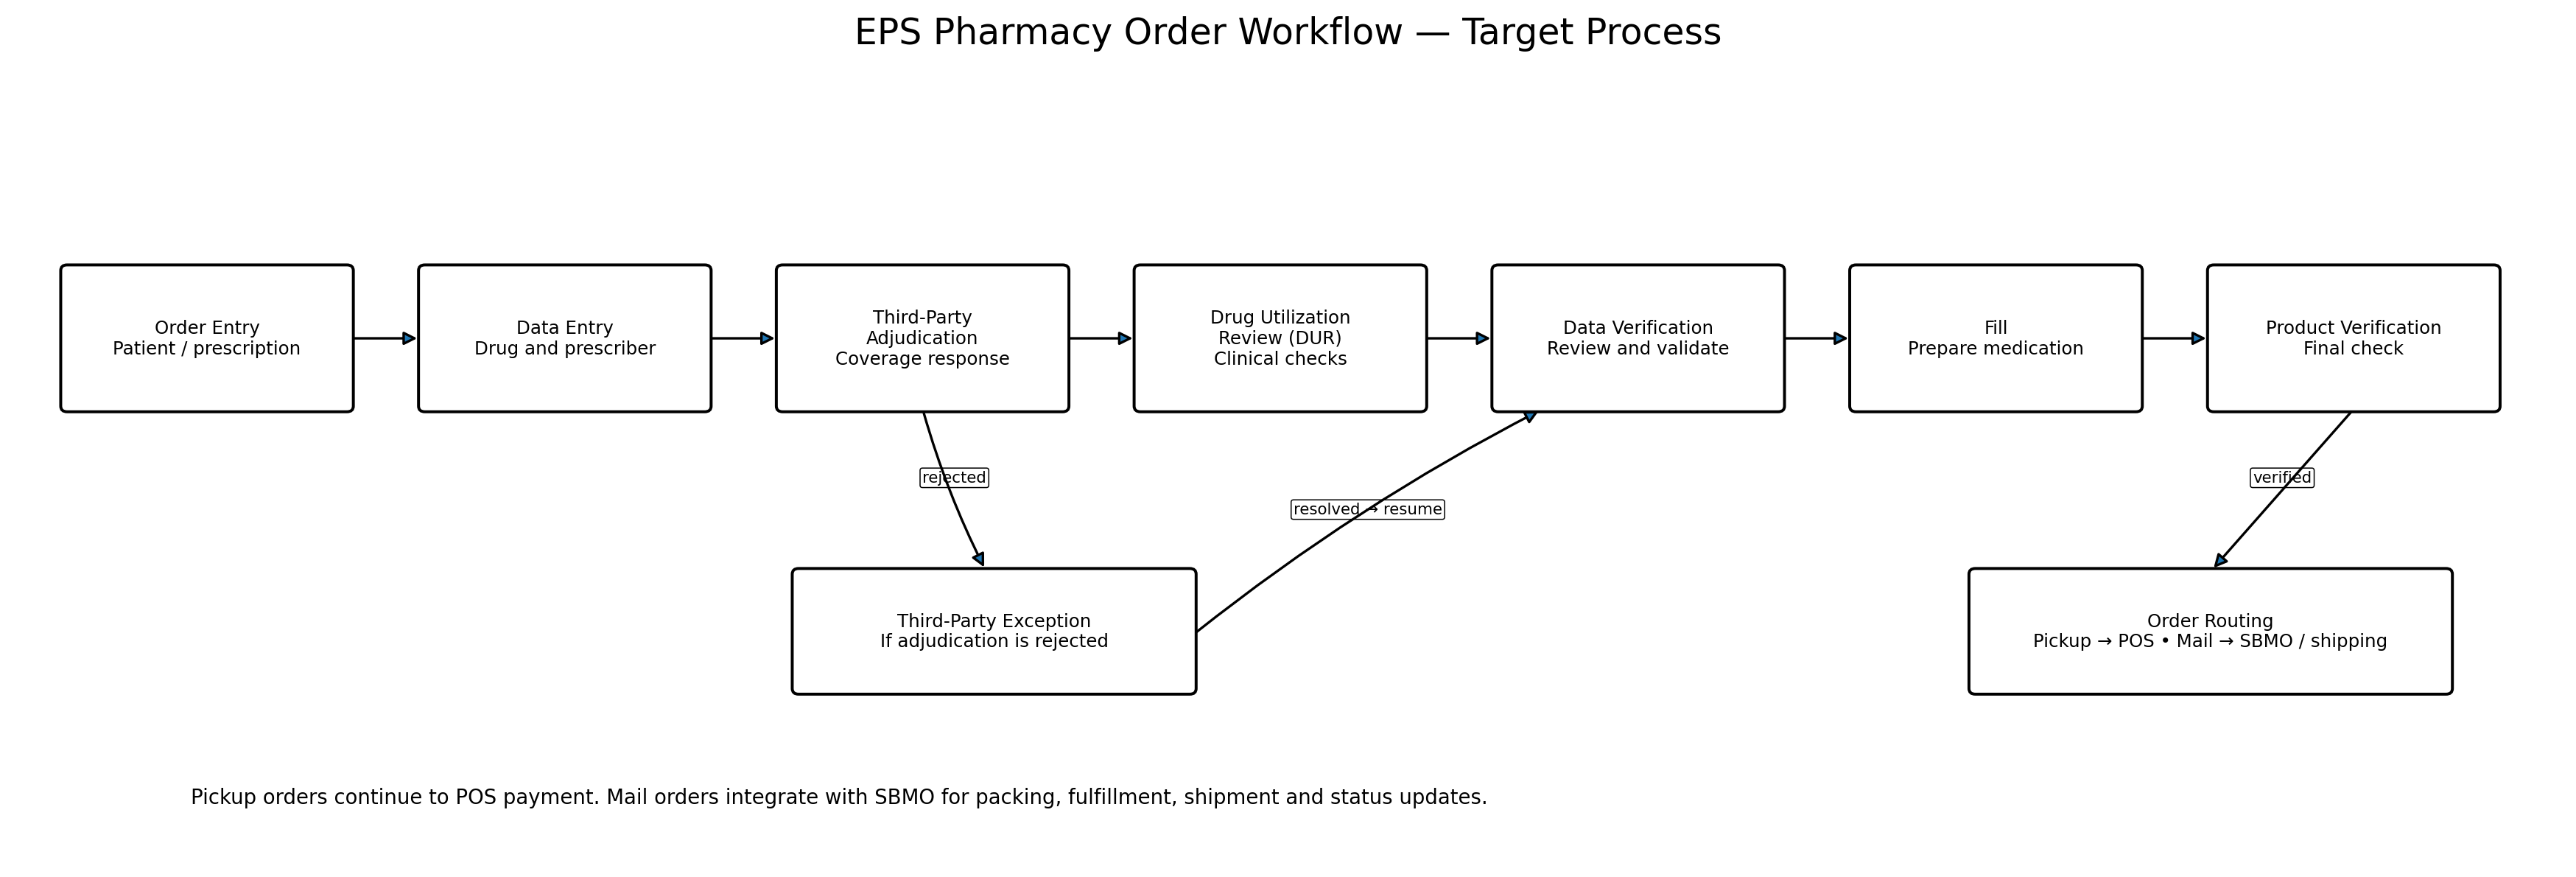 EPS Pharmacy Order Workflow — Target Process
Order Entry
Patient / prescription
Data Entry
Drug and prescriber
Third-Party
Adjudication
Coverage response
Drug Utilization
Review (DUR)
Clinical checks
Data Verification
Review and validate
Fill
Prepare medication
Product Verification
Final check
rejected
resolved → resume
verified
Third-Party Exception
If adjudication is rejected
Order Routing
Pickup → POS • Mail → SBMO / shipping
Pickup orders continue to POS payment. Mail orders integrate with SBMO for packing, fulfillment, shipment and status updates.